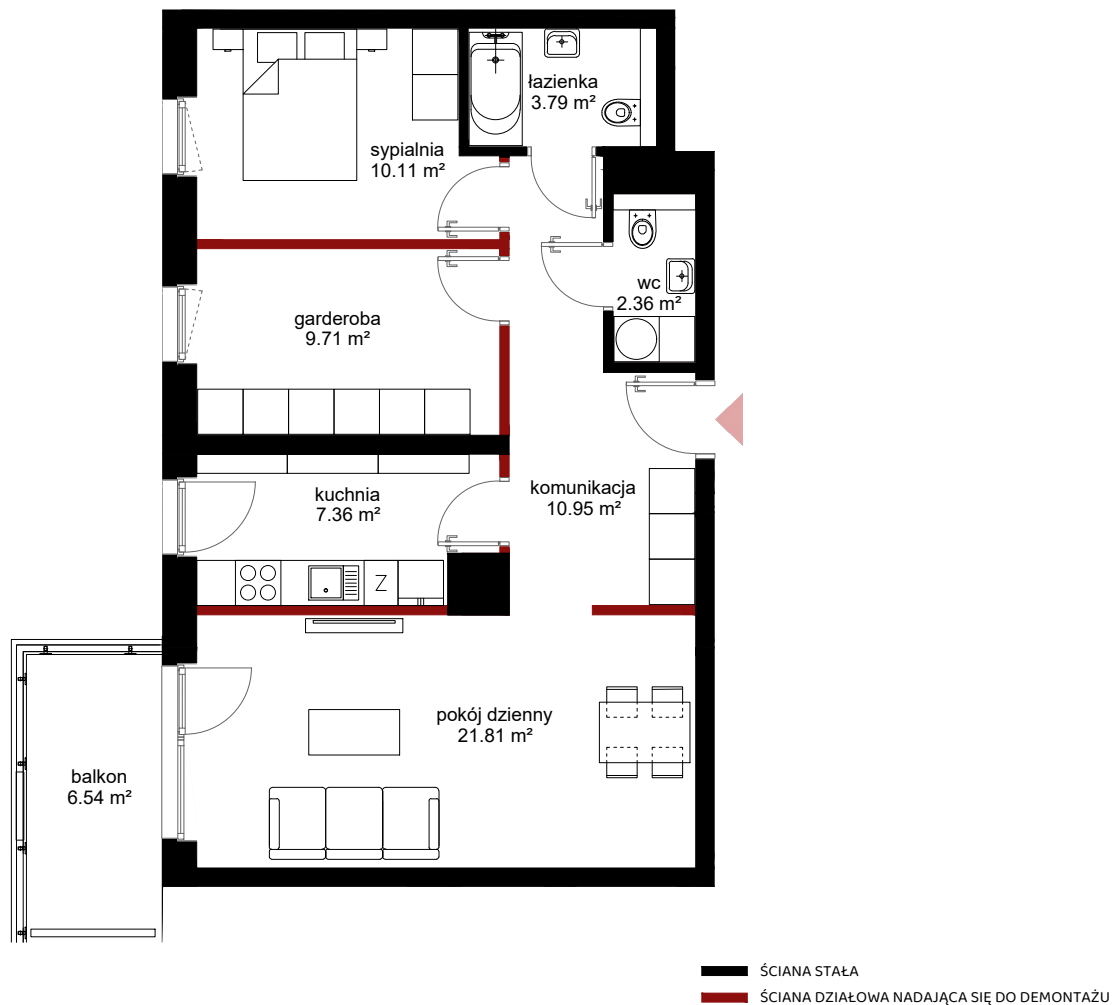 łazienka
3.79 m²
sypialnia
10.11 m²
wc
2.36 m²
garderoba
9.71 m²
kuchnia
7.36 m²
komunikacja
10.95 m²
Z
pokój dzienny
21.81 m²
balkon
6.54 m²
ŚCIANA STAŁA
ŚCIANA DZIAŁOWA NADAJĄCA SIĘ DO DEMONTAŻU